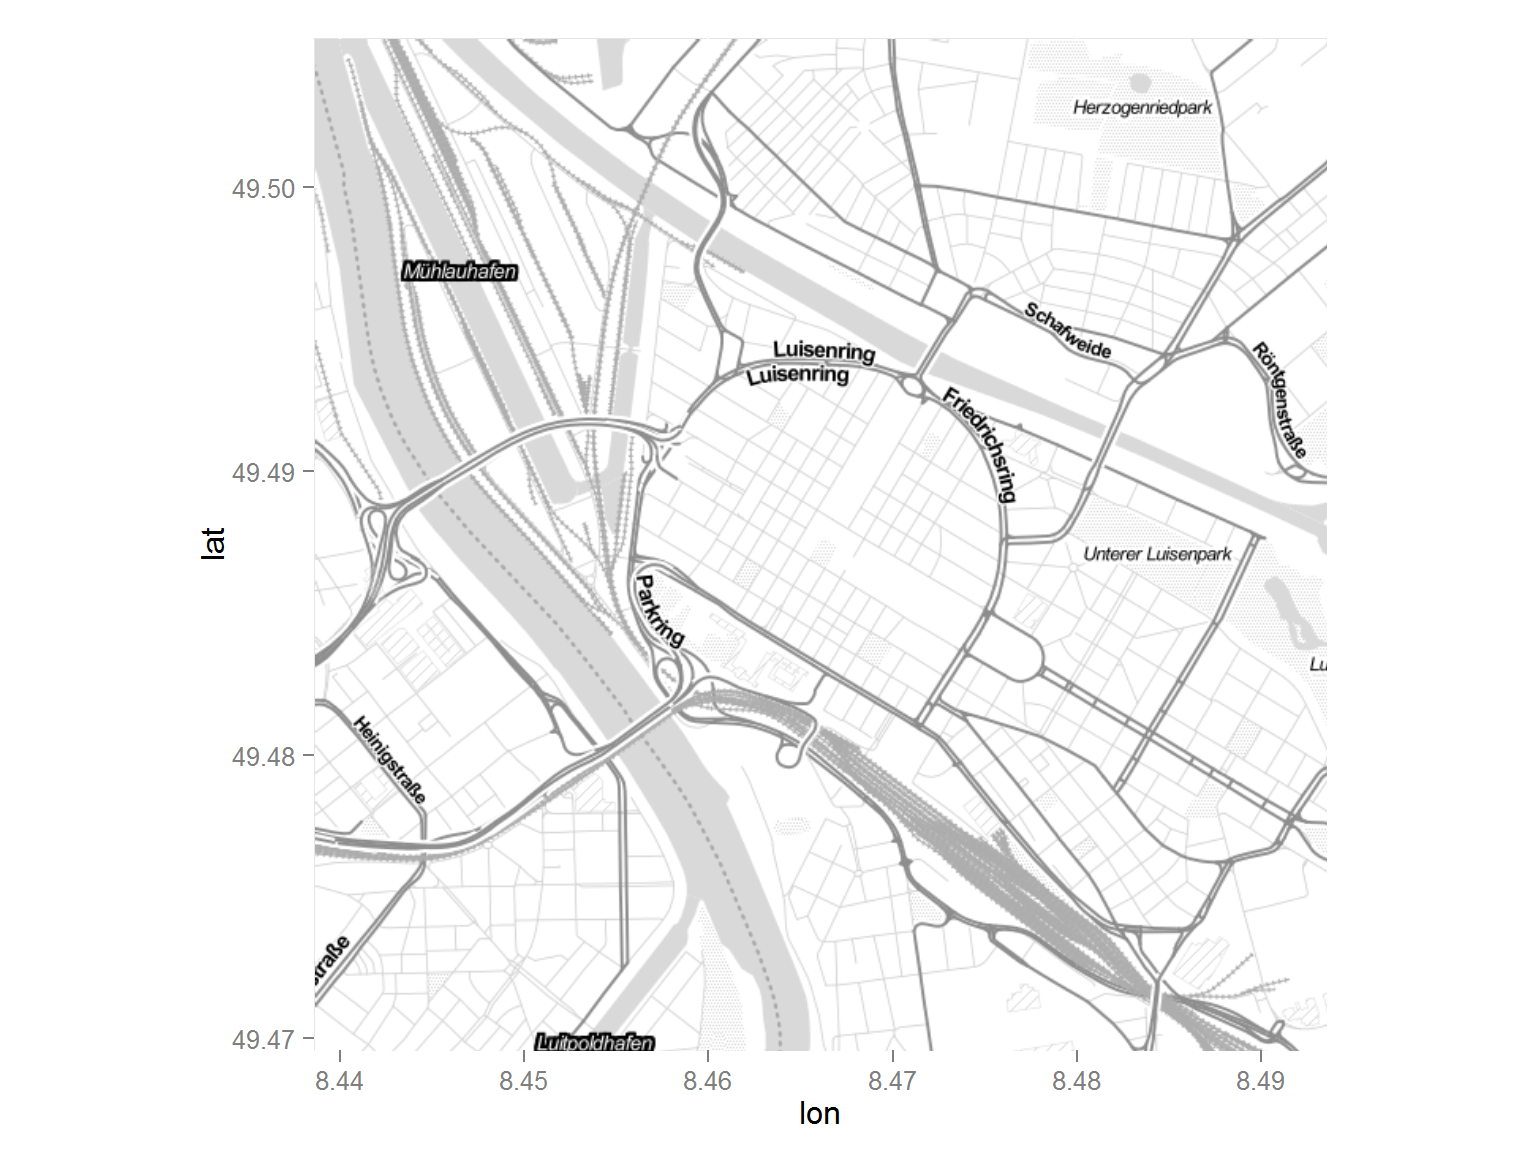 Herzogenriedpark
49.50
Mühlauhafen
Schafweide
Luisenring
Luisenring
Röntgenstraße
Friedrichsring
49.49
lat
Unterer Luisenpark
Parkring
Lu
49.48
Heinigstraße
straße
49.47
Luitpoldhafen
8.44 8.45 8.46 8.47 8.48 8.49
lon